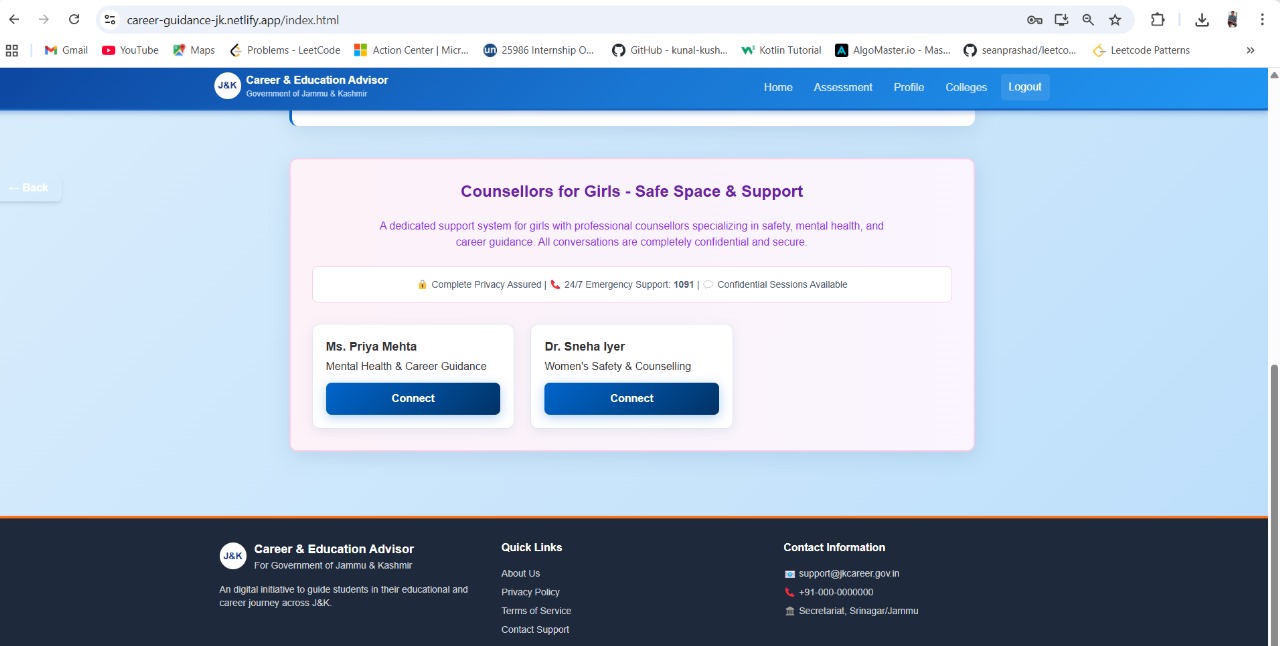 career-guidance-jk.netlify.app/index.html
Gmail
YouTube
Maps
Problems - LeetCode
Action Center | Micr...
un
25986 Internship O...
GitHub - kunal-kush...
Kotlin Tutorial
AlgoMaster.io - Mas...
seanprashad/leetco...
Leetcode Patterns
»
J&K
Career & Education Advisor
Government of Jammu & Kashmir
Home
Assessment
Profile
Colleges
Logout
← Back
Counsellors for Girls - Safe Space & Support
A dedicated support system for girls with professional counsellors specializing in safety, mental health, and
career guidance. All conversations are completely confidential and secure.
🔒 Complete Privacy Assured | 📞 24/7 Emergency Support: 1091 | 💬 Confidential Sessions Available
Ms. Priya Mehta
Mental Health & Career Guidance
Connect
Dr. Sneha Iyer
Women's Safety & Counselling
Connect
J&K
Career & Education Advisor
For Government of Jammu & Kashmir
An digital initiative to guide students in their educational and
career journey across J&K.
Quick Links
About Us
Privacy Policy
Terms of Service
Contact Support
Contact Information
📧 support@jkcareer.gov.in
📞 +91-000-0000000
🏛 Secretariat, Srinagar/Jammu